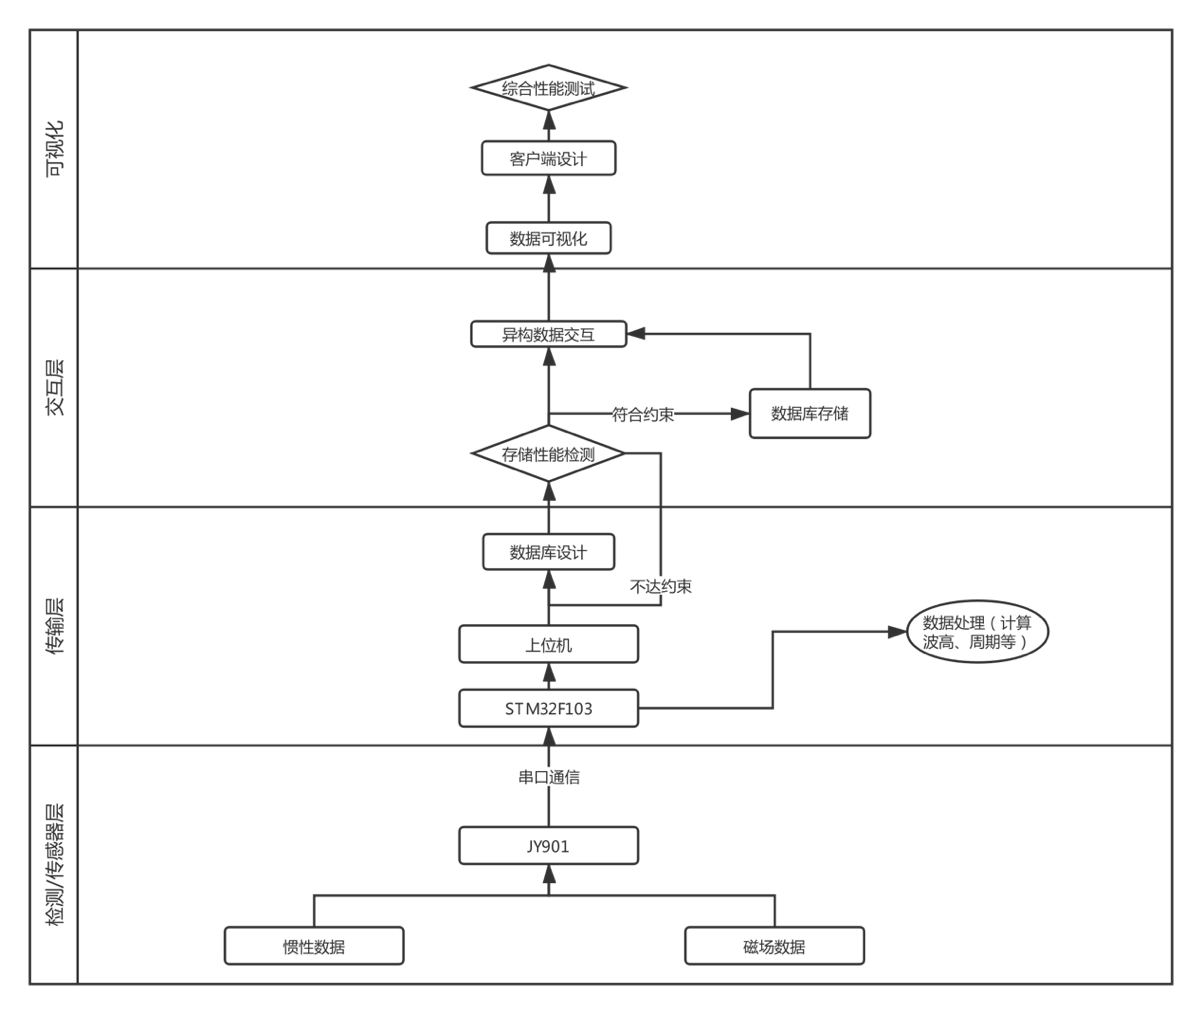 可视化
综合性能测试
客户端设计
数据可视化
交互层
异构数据交互
符合约束
数据库存储
存储性能检测
传输层
数据库设计
不达约束
数据处理（计算
波高、周期等）
上位机
STM32F103
检测/传感器层
串口通信
JY901
惯性数据
磁场数据